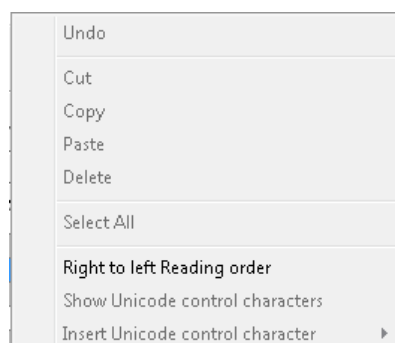 Undo
Cut
Copy
Paste
Delete
Select All
Right to left Reading order
Show Unicode control characters
Insert Unicode control character